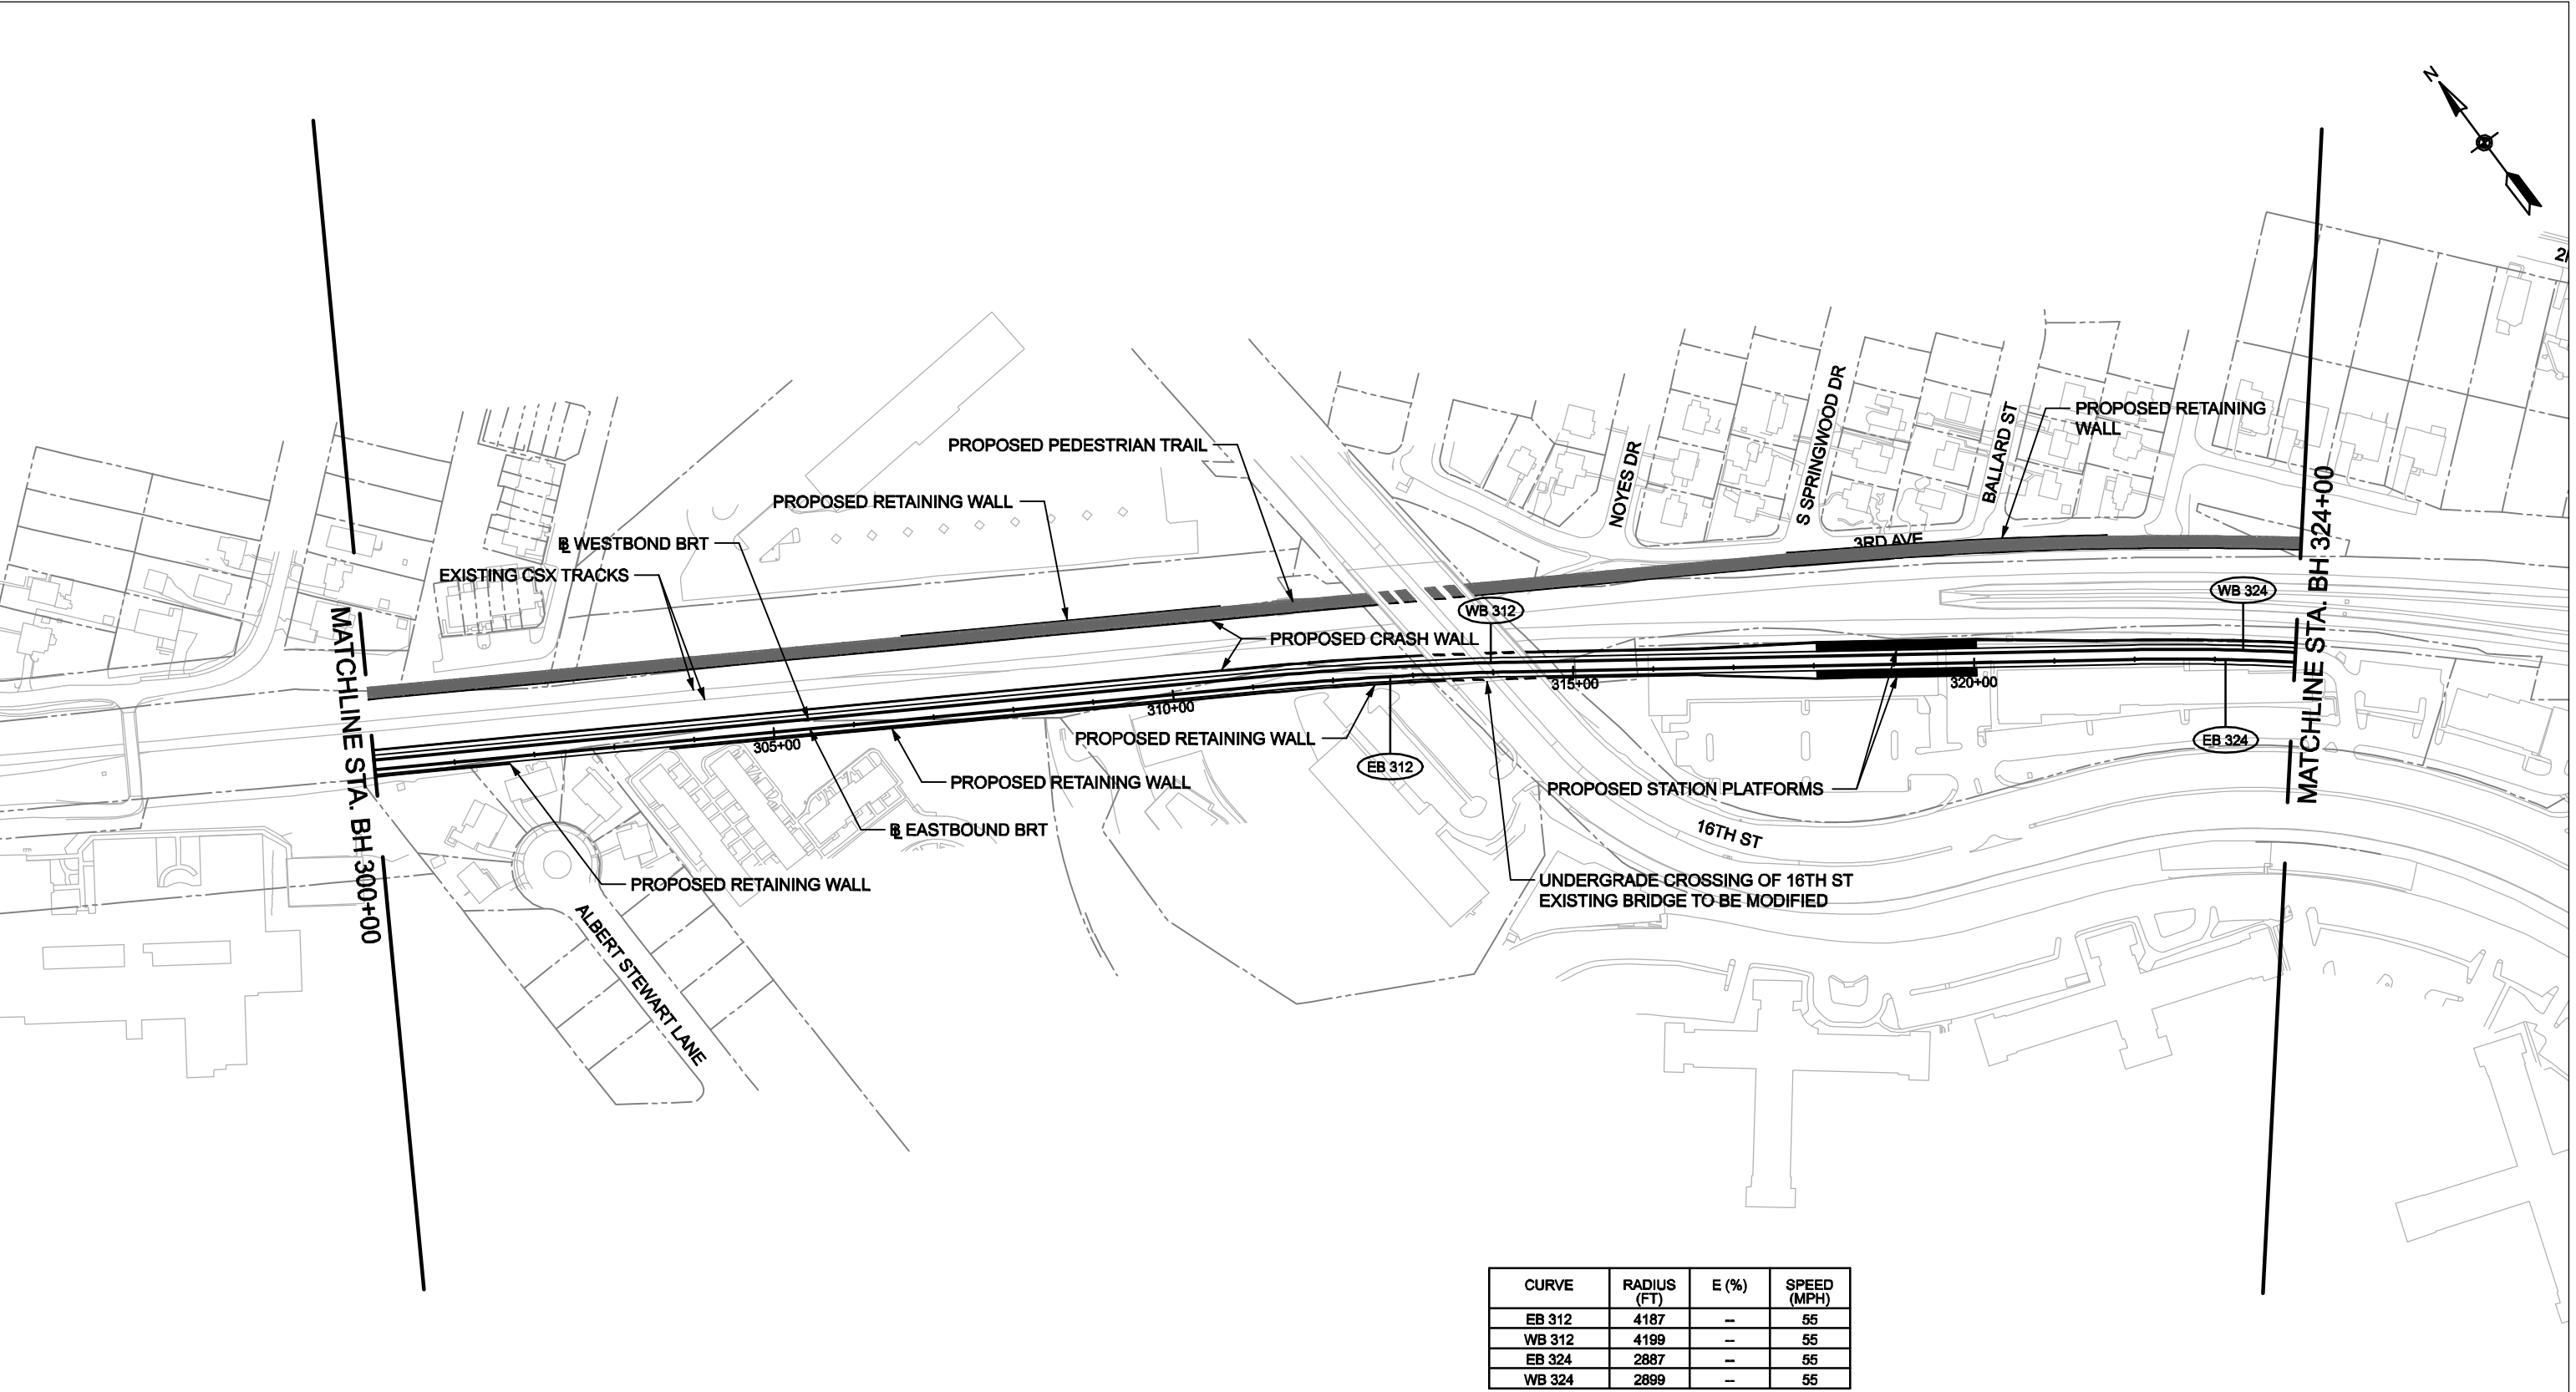 N
2
PROPOSED PEDESTRIAN TRAIL
PROPOSED RETAINING WALL
BL WESTBOND BRT
EXISTING CSX TRACKS
PROPOSED CRASH WALL
NOYES DR
S SPRINGWOOD DR
BALLARD ST
PROPOSED RETAINING
WALL
3RD AVE
WB 312
WB 324
MATCHLINE STA. BH 300+00
MATCHLINE STA. BH 324+00
305+00
310+00
315+00
320+00
PROPOSED RETAINING WALL
EB 312
EB 324
PROPOSED RETAINING WALL
PROPOSED STATION PLATFORMS
BL EASTBOUND BRT
16TH ST
PROPOSED RETAINING WALL
UNDERGRADE CROSSING OF 16TH ST
EXISTING BRIDGE TO BE MODIFIED
ALBERT STEWART LANE
CURVE RADIUS (FT) E (%) SPEED (MPH)
EB 312 4187 -- 55
WB 312 4199 -- 55
EB 324 2887 -- 55
WB 324 2899 -- 55